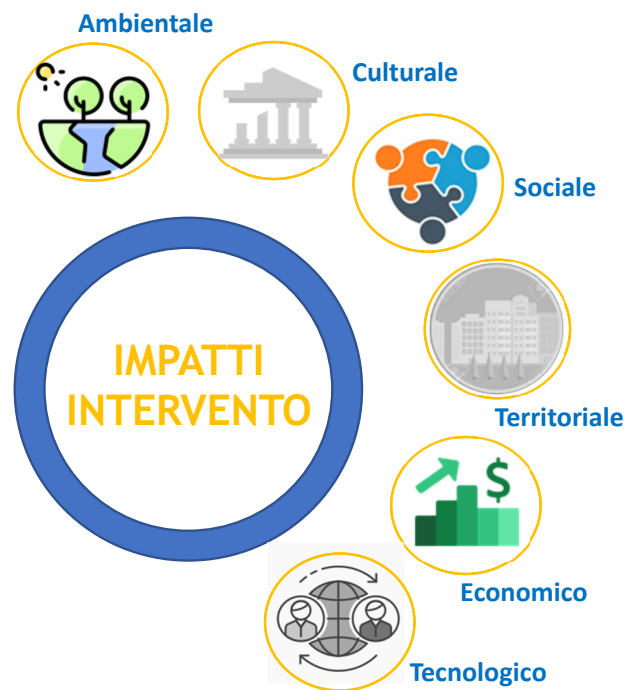 Ambientale
Culturale
Sociale
IMPATTI
INTERVENTO
Territoriale
$
Economico
Tecnologico